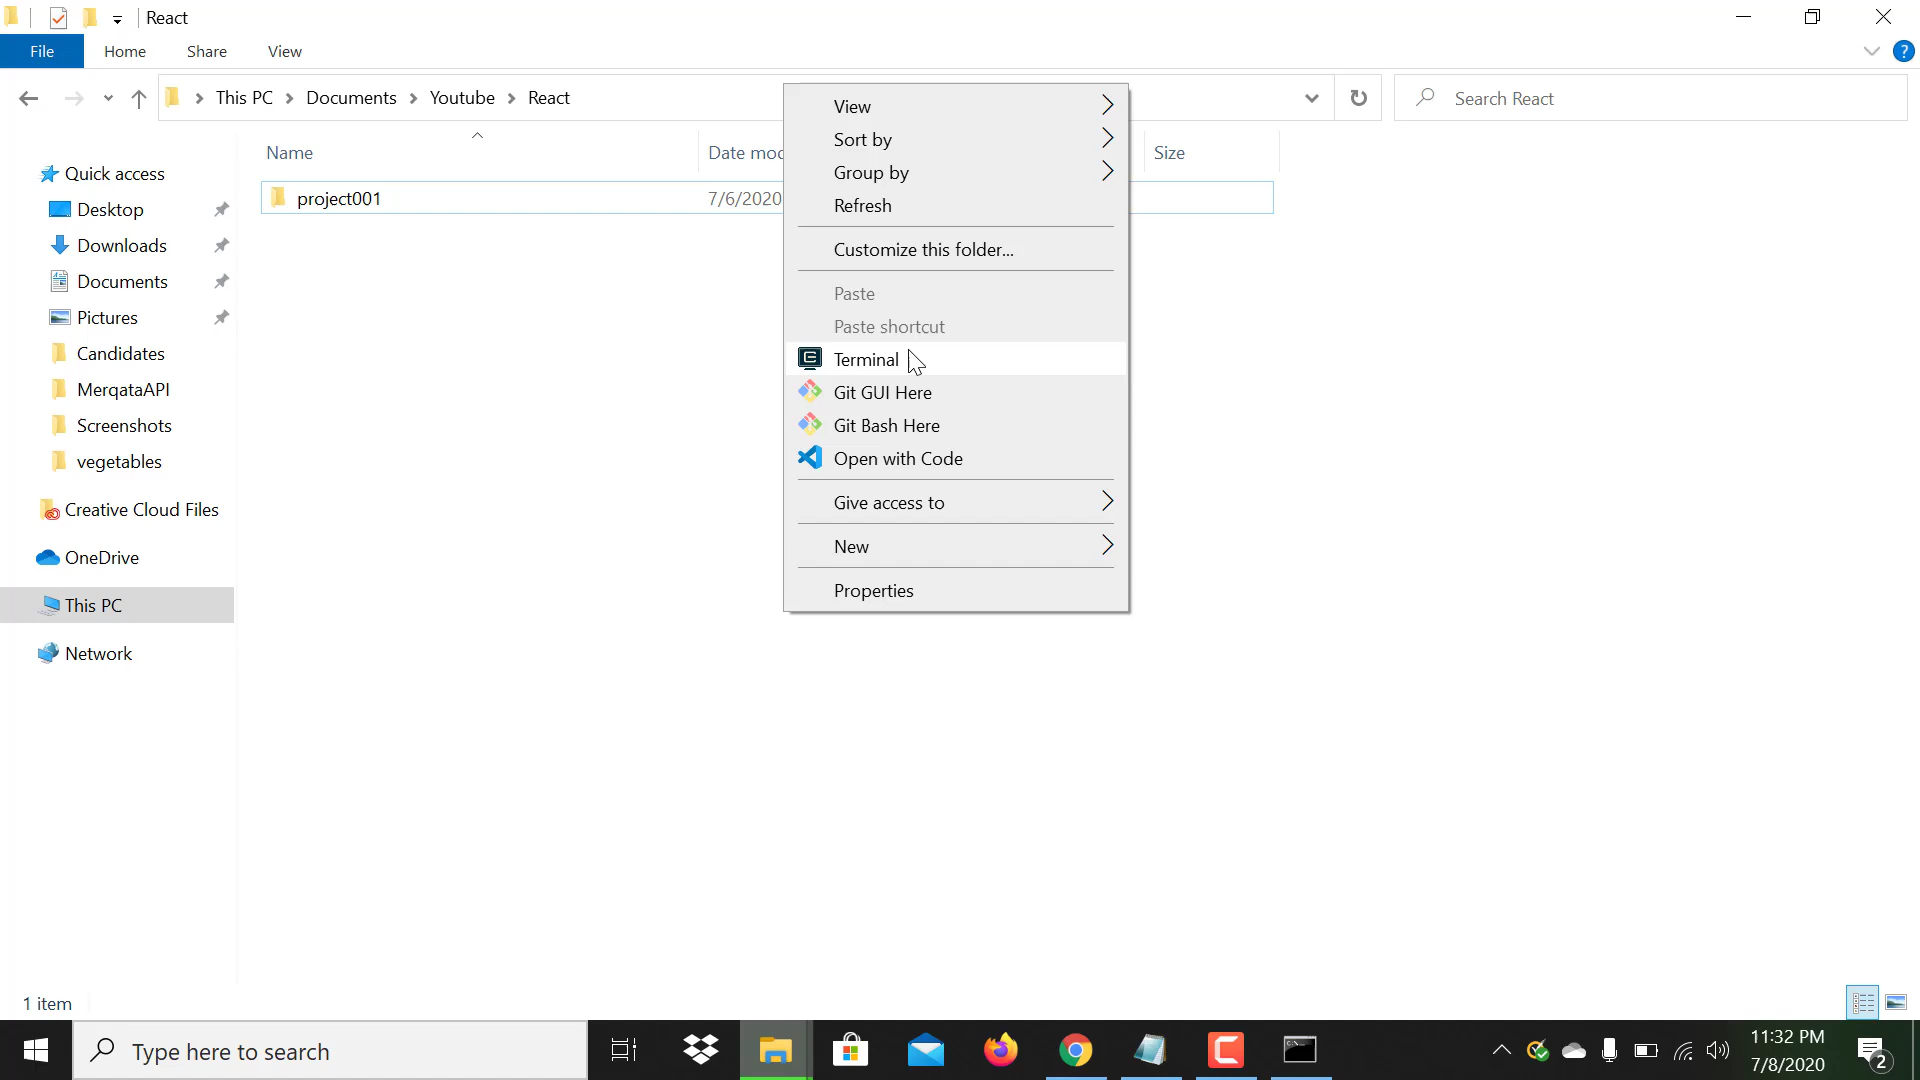 React
File Home Share View
This PC Documents Youtube React
Search React
Name Date mod Size
project001 7/6/2020
Quick access
Desktop
Downloads
Documents
Pictures
Candidates
MerqataAPI
Screenshots
vegetables
Creative Cloud Files
OneDrive
This PC
Network
View
Sort by
Group by
Refresh
Customize this folder...
Paste
Paste shortcut
Terminal
Git GUI Here
Git Bash Here
Open with Code
Give access to
New
Properties
1 item
Type here to search
11:32 PM
7/8/2020
2